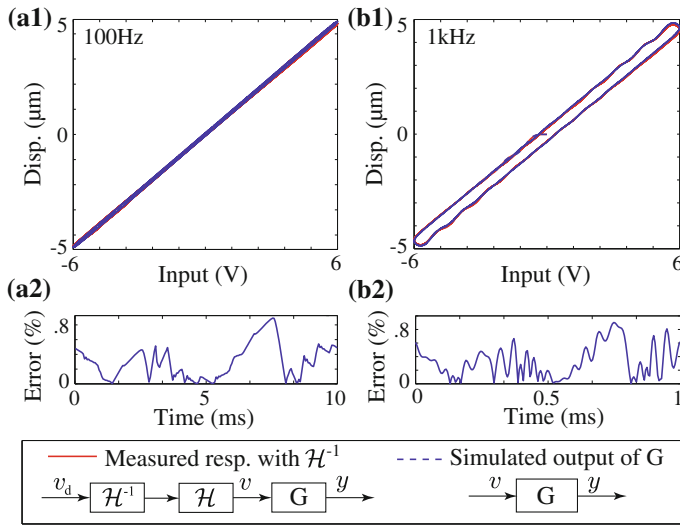 (a1)
100Hz
5
0
-5
Disp. (μm)
-6
6
Input (V)
(b1)
1kHz
5
0
-5
Disp. (μm)
-6
6
Input (V)
(a2)
.8
0
Error (%)
0
5
10
Time (ms)
(b2)
.8
0
Error (%)
0
0.5
1
Time (ms)
Measured resp. with ℋ⁻¹
Simulated output of G
v_d ℋ⁻¹ ℋ v G y
v G y